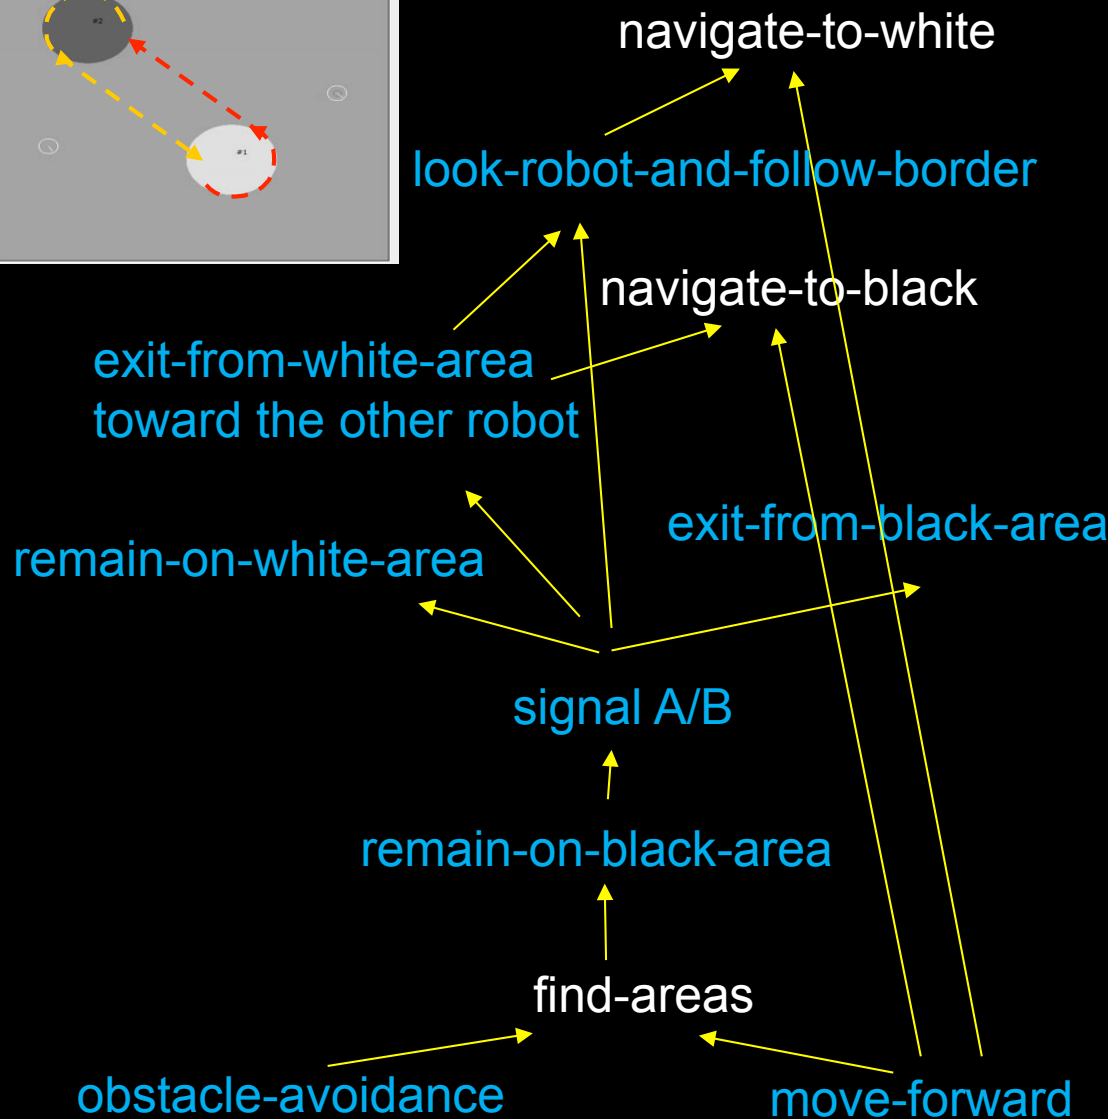 #2
navigate-to-white
#1
look-robot-and-follow-border
navigate-to-black
exit-from-white-area
toward the other robot
exit-from-black-area
remain-on-white-area
signal A/B
remain-on-black-area
find-areas
obstacle-avoidance
move-forward